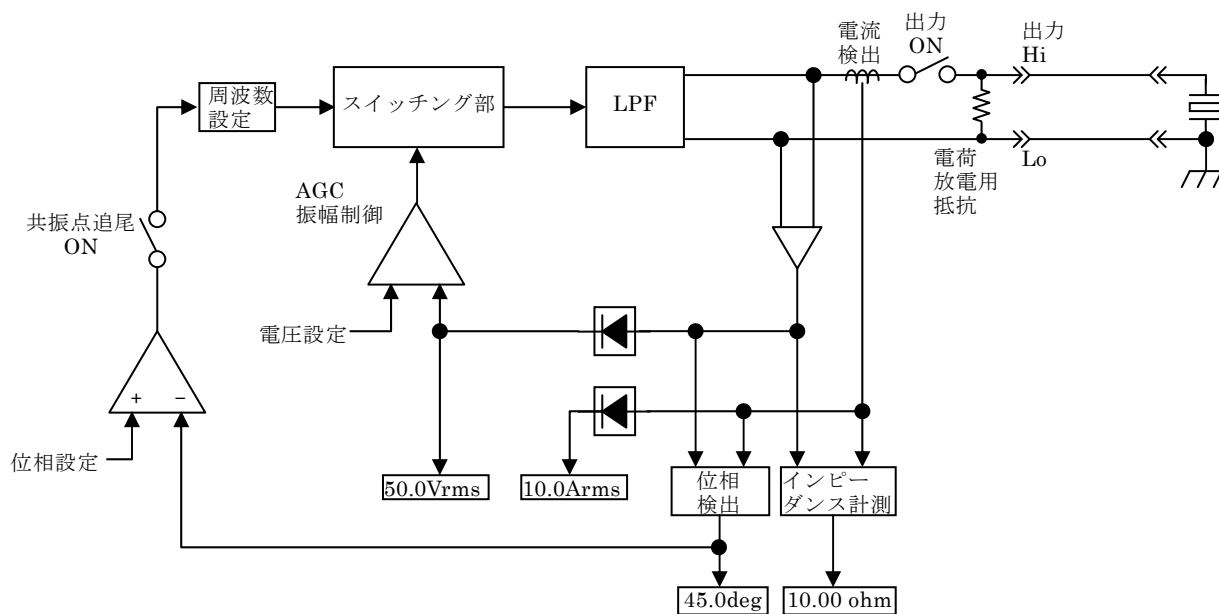 電流
検出
出力
ON
出力
Hi
周波数
設定
スイッチング部
LPF
Lo
電荷
放電用
抵抗
AGC
振幅制御
共振点追尾
ON
電圧設定
+
−
位相設定
50.0Vrms
10.0Arms
位相
検出
インピー
ダンス計測
45.0deg
10.00 ohm